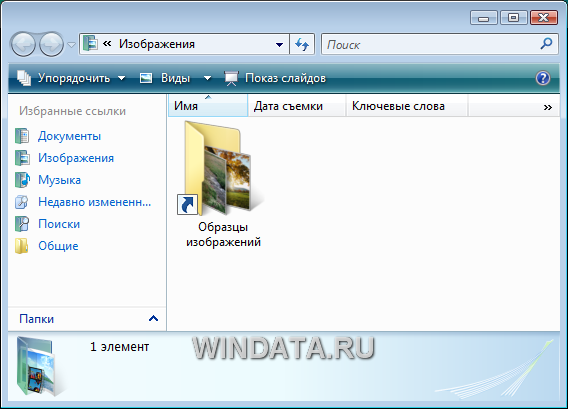 « Изображения
Поиск
Упорядочить
Виды
Показ слайдов
?
Избранные ссылки
Документы
Изображения
Музыка
Недавно измененн...
Поиски
Общие
Папки
Имя
Дата съемки
Ключевые слова
»
Образцы
изображений
1 элемент
WINDATA.RU